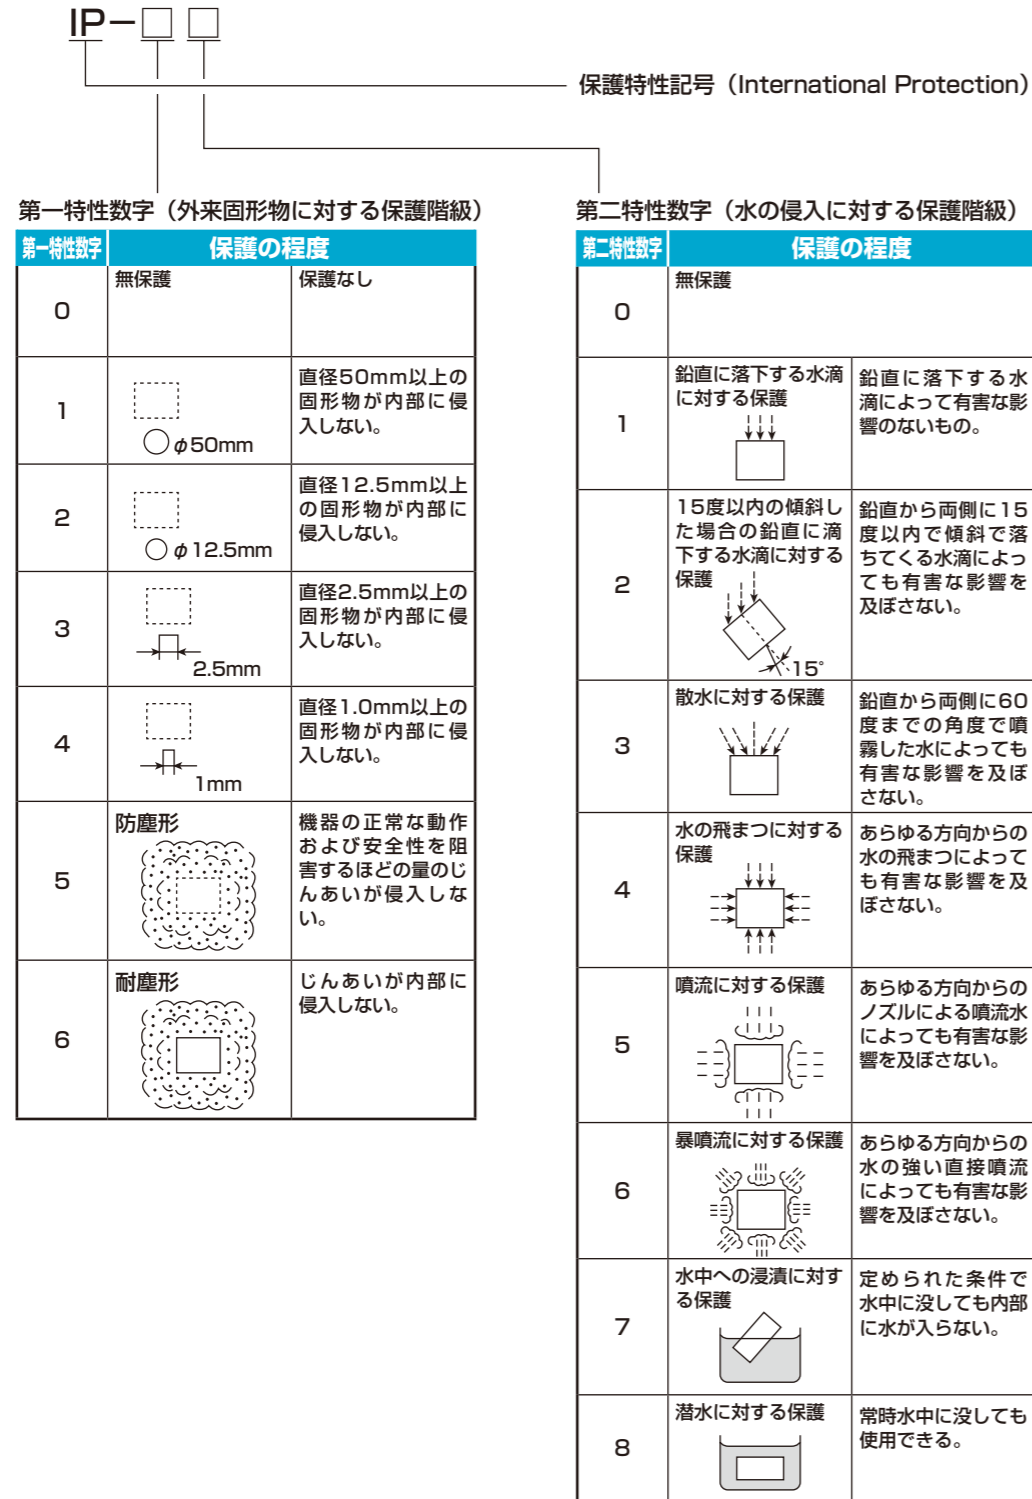 IP－□ □
保護特性記号（International Protection）
第一特性数字（外来固形物に対する保護階級）
第一特性数字 保護の程度
0 無保護 保護なし
1
φ50mm
直径50mm以上の
固形物が内部に侵
入しない。
2
φ12.5mm
直径12.5mm以上
の固形物が内部に
侵入しない。
3
2.5mm
直径2.5mm以上の
固形物が内部に侵
入しない。
4
1mm
直径1.0mm以上の
固形物が内部に侵
入しない。
5
防塵形
機器の正常な動作
および安全性を阻
害するほどの量のじ
んあいが侵入しな
い。
6
耐塵形
じんあいが内部に
侵入しない。
第二特性数字（水の侵入に対する保護階級）
第二特性数字 保護の程度
0 無保護
1
鉛直に落下する水滴
に対する保護
鉛直に落下する水
滴によって有害な影
響のないもの。
2
15度以内の傾斜し
た場合の鉛直に滴
下する水滴に対する
保護
15°
鉛直から両側に15
度以内で傾斜で落
ちてくる水滴によっ
ても有害な影響を
及ぼさない。
3
散水に対する保護
鉛直から両側に60
度までの角度で噴
霧した水によっても
有害な影響を及ぼ
さない。
4
水の飛まつに対する
保護
あらゆる方向からの
水の飛まつによって
も有害な影響を及
ぼさない。
5
噴流に対する保護
あらゆる方向からの
ノズルによる噴流水
によっても有害な影
響を及ぼさない。
6
暴噴流に対する保護
あらゆる方向からの
水の強い直接噴流
によっても有害な影
響を及ぼさない。
7
水中への浸漬に対す
る保護
定められた条件で
水中に没しても内部
に水が入らない。
8
潜水に対する保護
常時水中に没しても
使用できる。